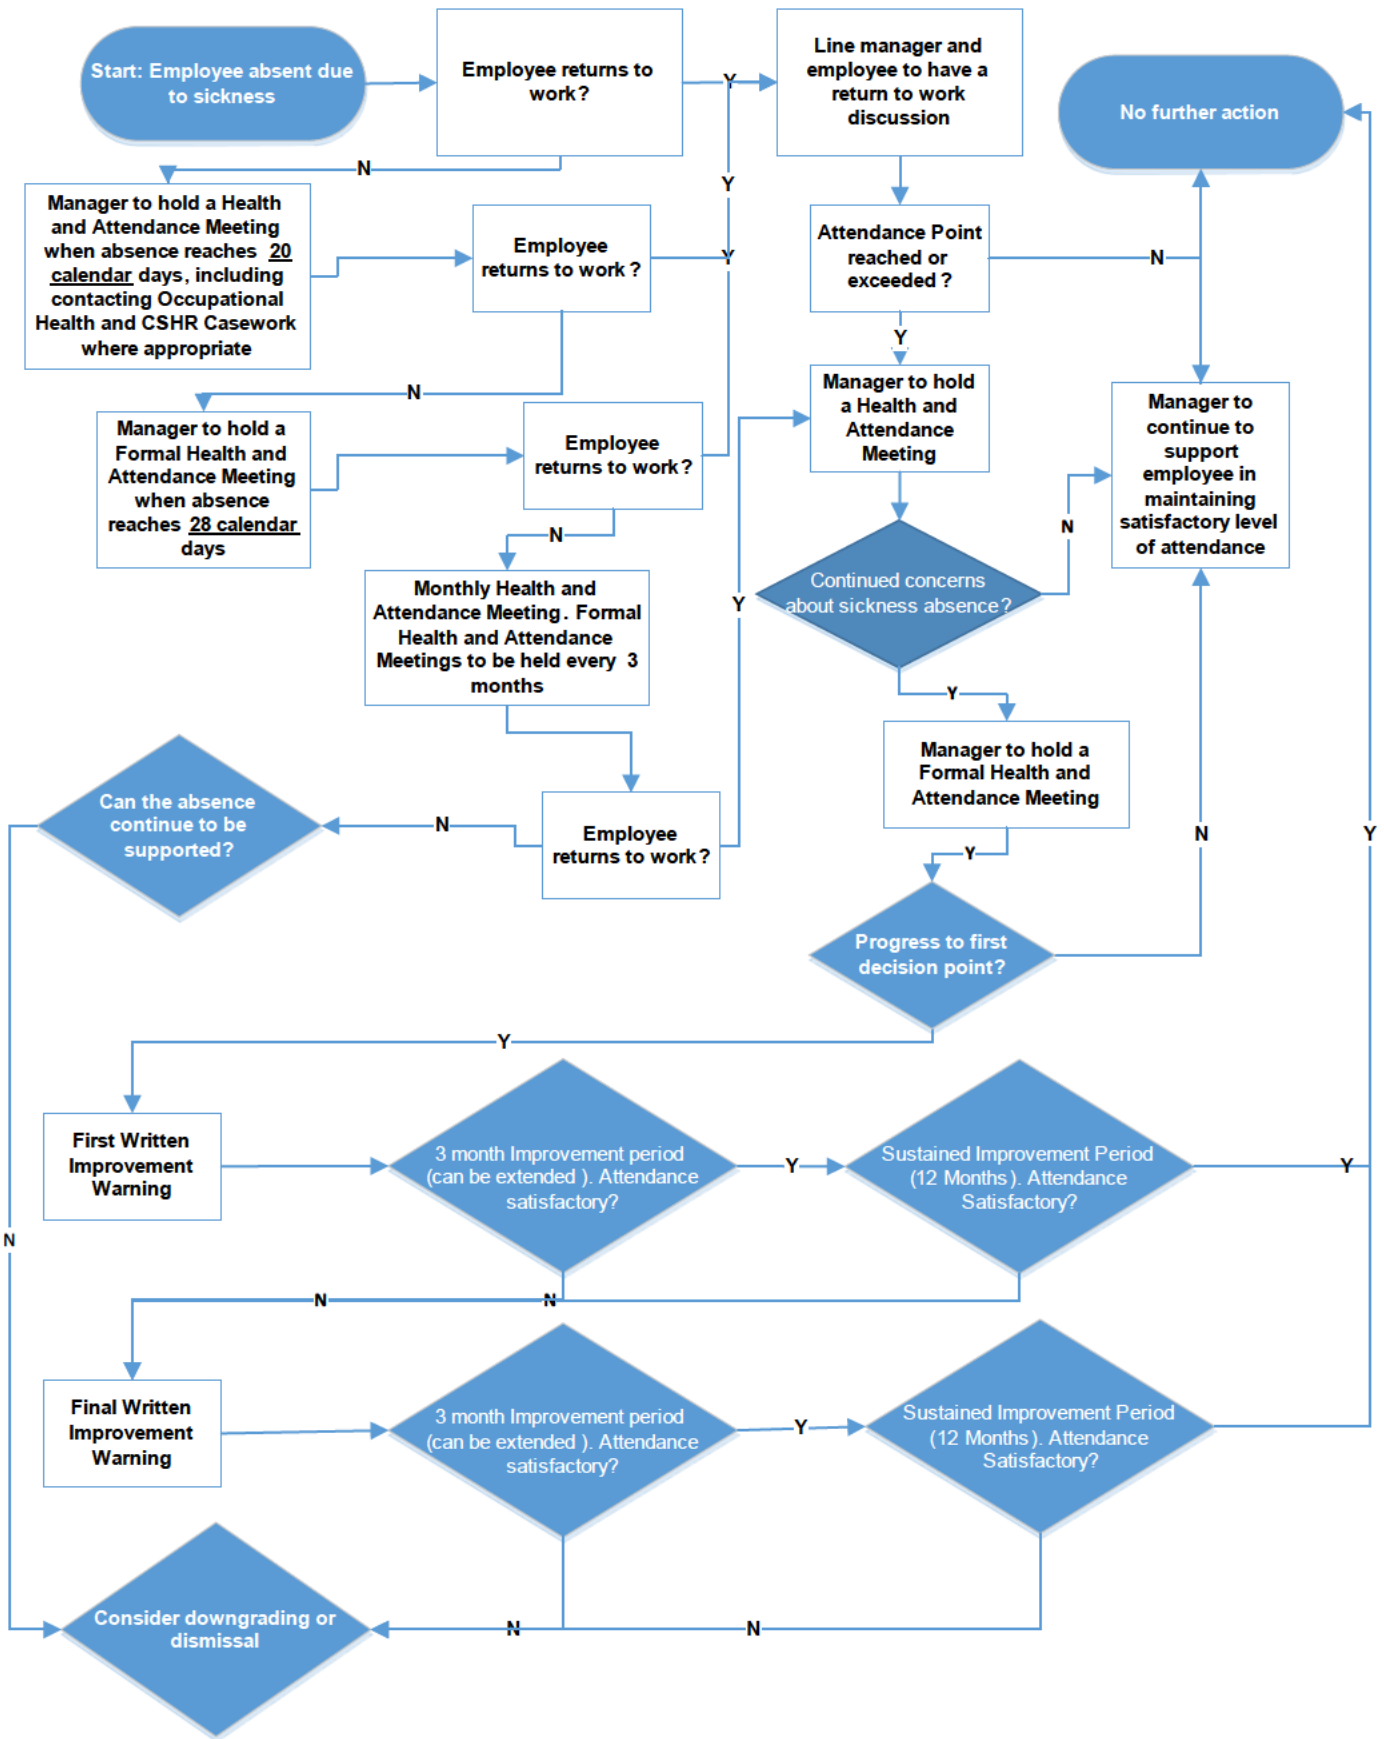 Start: Employee absent due
to sickness
Employee returns to
work?
Y
Line manager and
employee to have a
return to work
discussion
No further action
N
Manager to hold a Health
and Attendance Meeting
when absence reaches 20
calendar days, including
contacting Occupational
Health and CSHR Casework
where appropriate
Employee
returns to work?
Y
Y
Attendance Point
reached or
exceeded?
N
Y
N
Manager to hold a
Formal Health and
Attendance Meeting
when absence
reaches 28 calendar
days
Employee
returns to work?
Manager to hold
a Health and
Attendance
Meeting
Manager to
continue to
support
employee in
maintaining
satisfactory level
of attendance
N
N
Monthly Health and
Attendance Meeting. Formal
Health and Attendance
Meetings to be held every 3
months
Y
Continued concerns
about sickness absence?
Y
Manager to hold a
Formal Health and
Attendance Meeting
Can the absence
continue to be
supported?
N
Employee
returns to work?
N
Y
Y
Progress to first
decision point?
Y
First Written
Improvement
Warning
3 month Improvement period
(can be extended). Attendance
satisfactory?
Y
Sustained Improvement Period
(12 Months). Attendance
Satisfactory?
Y
N
N
N
Final Written
Improvement
Warning
3 month Improvement period
(can be extended). Attendance
satisfactory?
Y
Sustained Improvement Period
(12 Months). Attendance
Satisfactory?
Consider downgrading or
dismissal
N
N